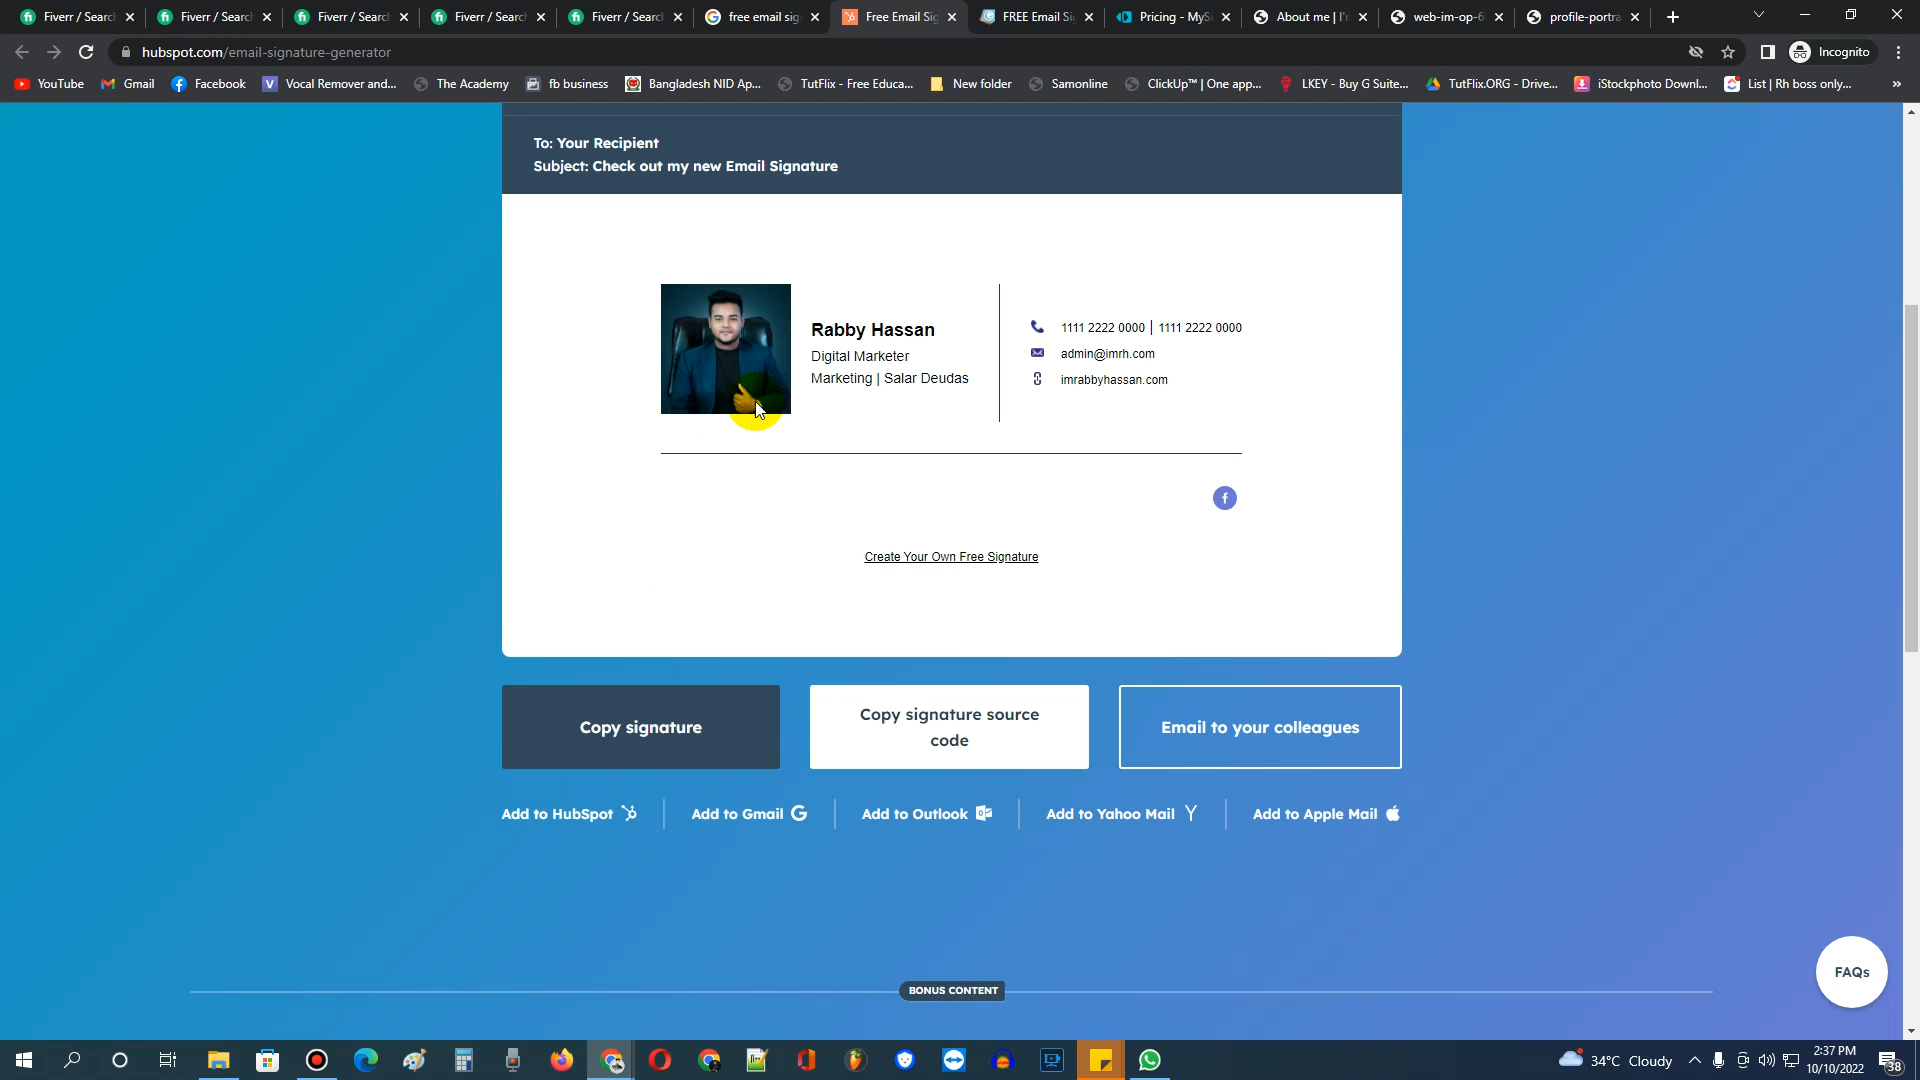 Fiverr / Searc
Fiverr / Searc
Fiverr / Searc
Fiverr / Searc
Fiverr / Searc
free email sig
Free Email Sig
FREE Email Si
Pricing - MyS
About me | I'
web-im-op-6
profile-portra
hubspot.com/email-signature-generator
Incognito
YouTube
Gmail
Facebook
Vocal Remover and...
The Academy
fb business
Bangladesh NID Ap...
TutFlix - Free Educa...
New folder
Samonline
ClickUp™ | One app...
LKEY - Buy G Suite...
TutFlix.ORG - Drive...
iStockphoto Downl...
List | Rh boss only...
»
To: Your Recipient
Subject: Check out my new Email Signature
Rabby Hassan
Digital Marketer
Marketing | Salar Deudas
1111 2222 0000 | 1111 2222 0000
admin@imrh.com
imrabbyhassan.com
Create Your Own Free Signature
Copy signature
Copy signature source
code
Email to your colleagues
Add to HubSpot
Add to Gmail
Add to Outlook
Add to Yahoo Mail
Add to Apple Mail
FAQs
BONUS CONTENT
34°C Cloudy
2:37 PM
10/10/2022
38